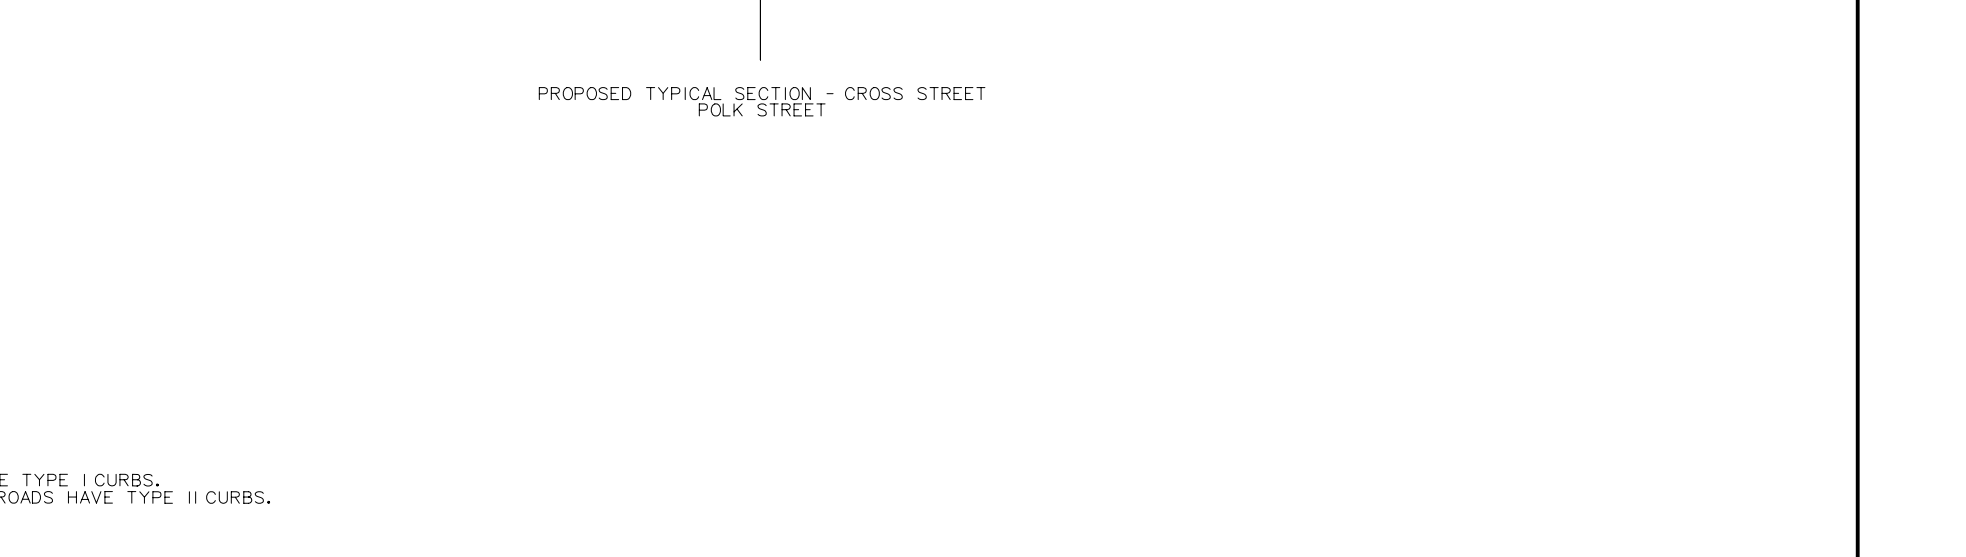 PROPOSED TYPICAL SECTION - CROSS STREET
POLK STREET
E TYPE I CURBS.
ROADS HAVE TYPE II CURBS.